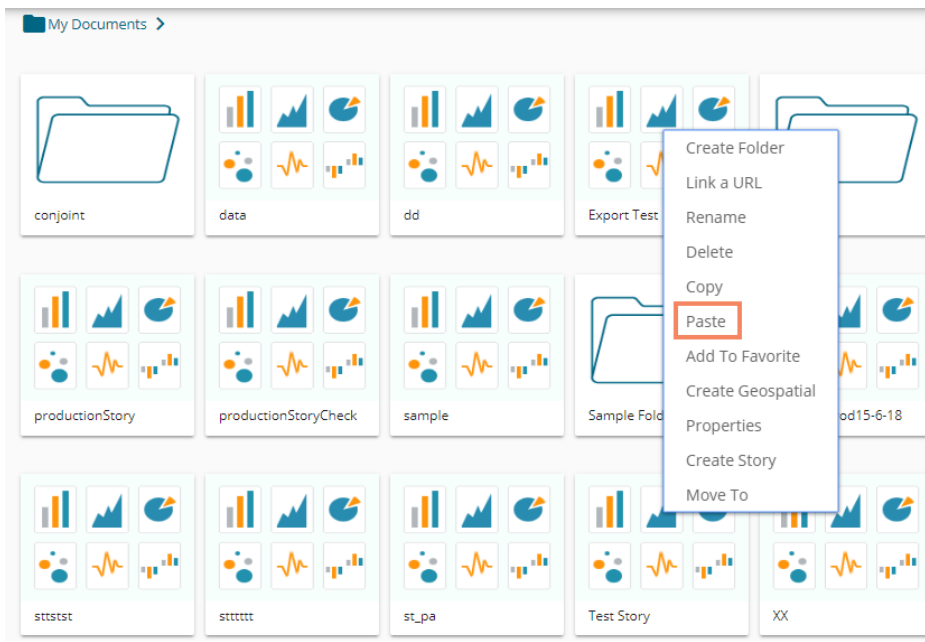 My Documents
conjoint
data
dd
Export Test
productionStory
productionStoryCheck
sample
Sample Fold
od15-6-18
sttstst
stttttt
st_pa
Test Story
XX
Create Folder
Link a URL
Rename
Delete
Copy
Paste
Add To Favorite
Create Geospatial
Properties
Create Story
Move To